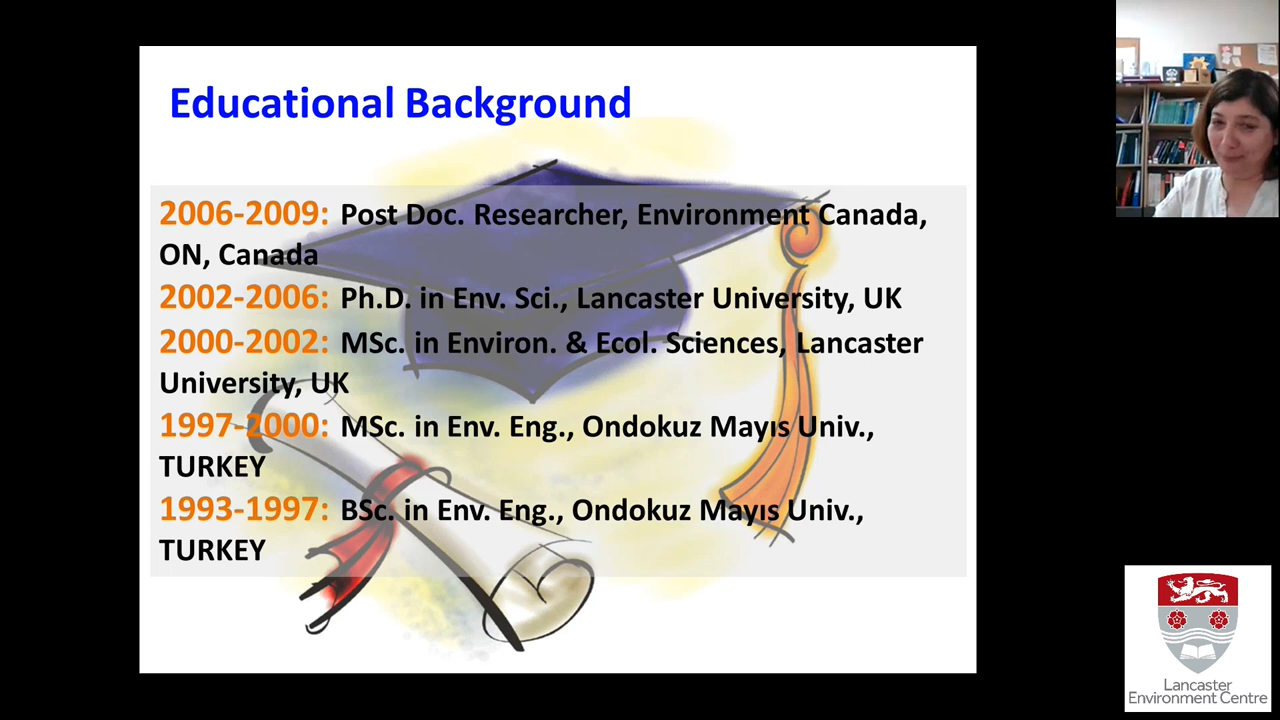 Educational Background
2006-2009: Post Doc. Researcher, Environment Canada,
ON, Canada
2002-2006: Ph.D. in Env. Sci., Lancaster University, UK
2000-2002: MSc. in Environ. & Ecol. Sciences, Lancaster
University, UK
1997-2000: MSc. in Env. Eng., Ondokuz Mayıs Univ.,
TURKEY
1993-1997: BSc. in Env. Eng., Ondokuz Mayıs Univ.,
TURKEY
Lancaster
Environment Centre